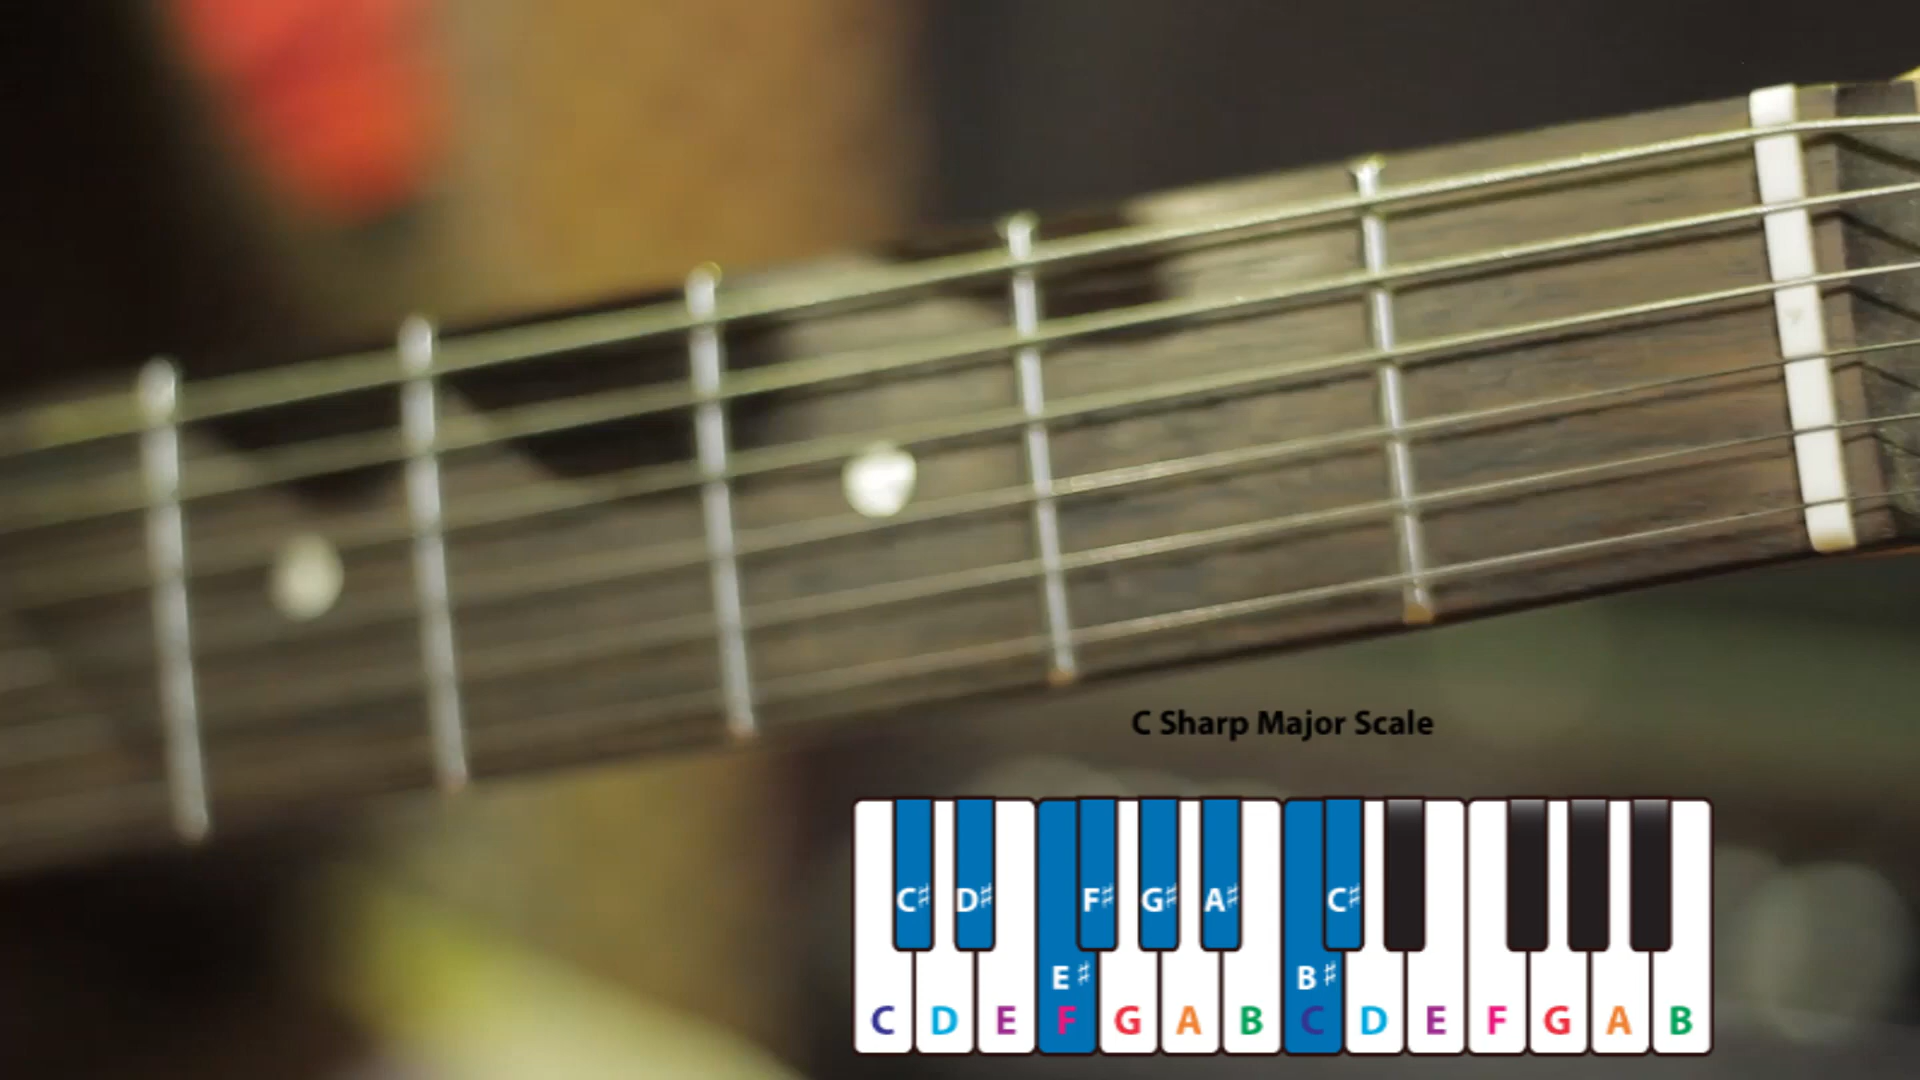 C Sharp Major Scale
C♯ D♯ F♯ G♯ A♯ C♯
E♯ B♯
C D E F G A B C D E F G A B